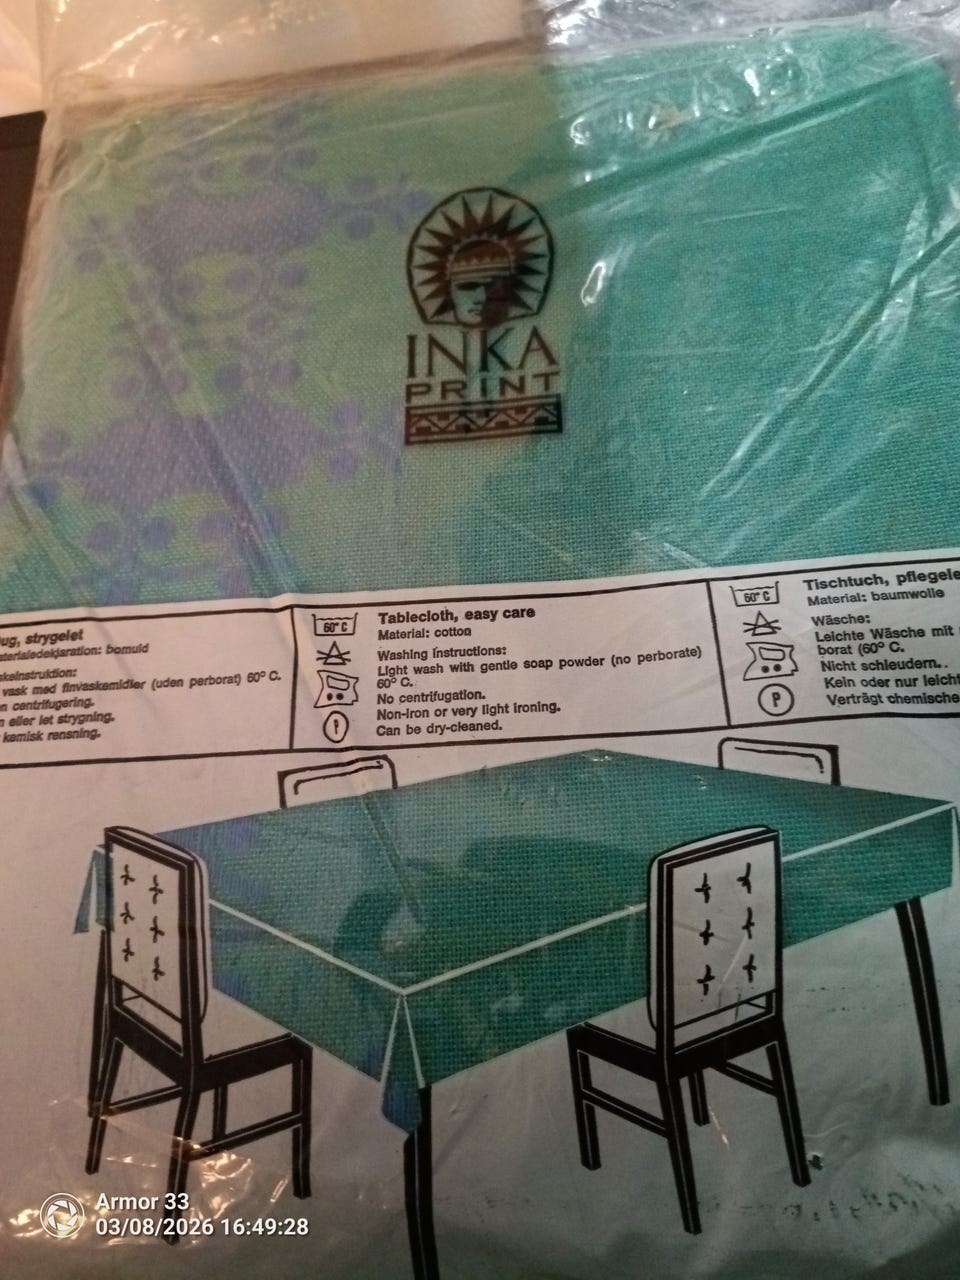 INKA
PRINT
ug, strygelet
aterialedeklaration: bomuld
skeinstruktion:
vask med finvaskemidler (uden perborat) 60° C.
n centrifugering.
n eller let strygning.
kemisk rensning.
60° C
Tablecloth, easy care
Material: cotton
Washing instructions:
Light wash with gentle soap powder (no perborate)
60° C.
No centrifugation.
Non-iron or very light ironing.
P
Can be dry-cleaned.
60° C
Tischtuch, pflegele
Material: baumwolle
Wäsche:
Leichte Wäsche mit
borat (60° C.
Nicht schleudern.
Kein oder nur leicht
P
Verträgt chemische
Armor 33
03/08/2026 16:49:28